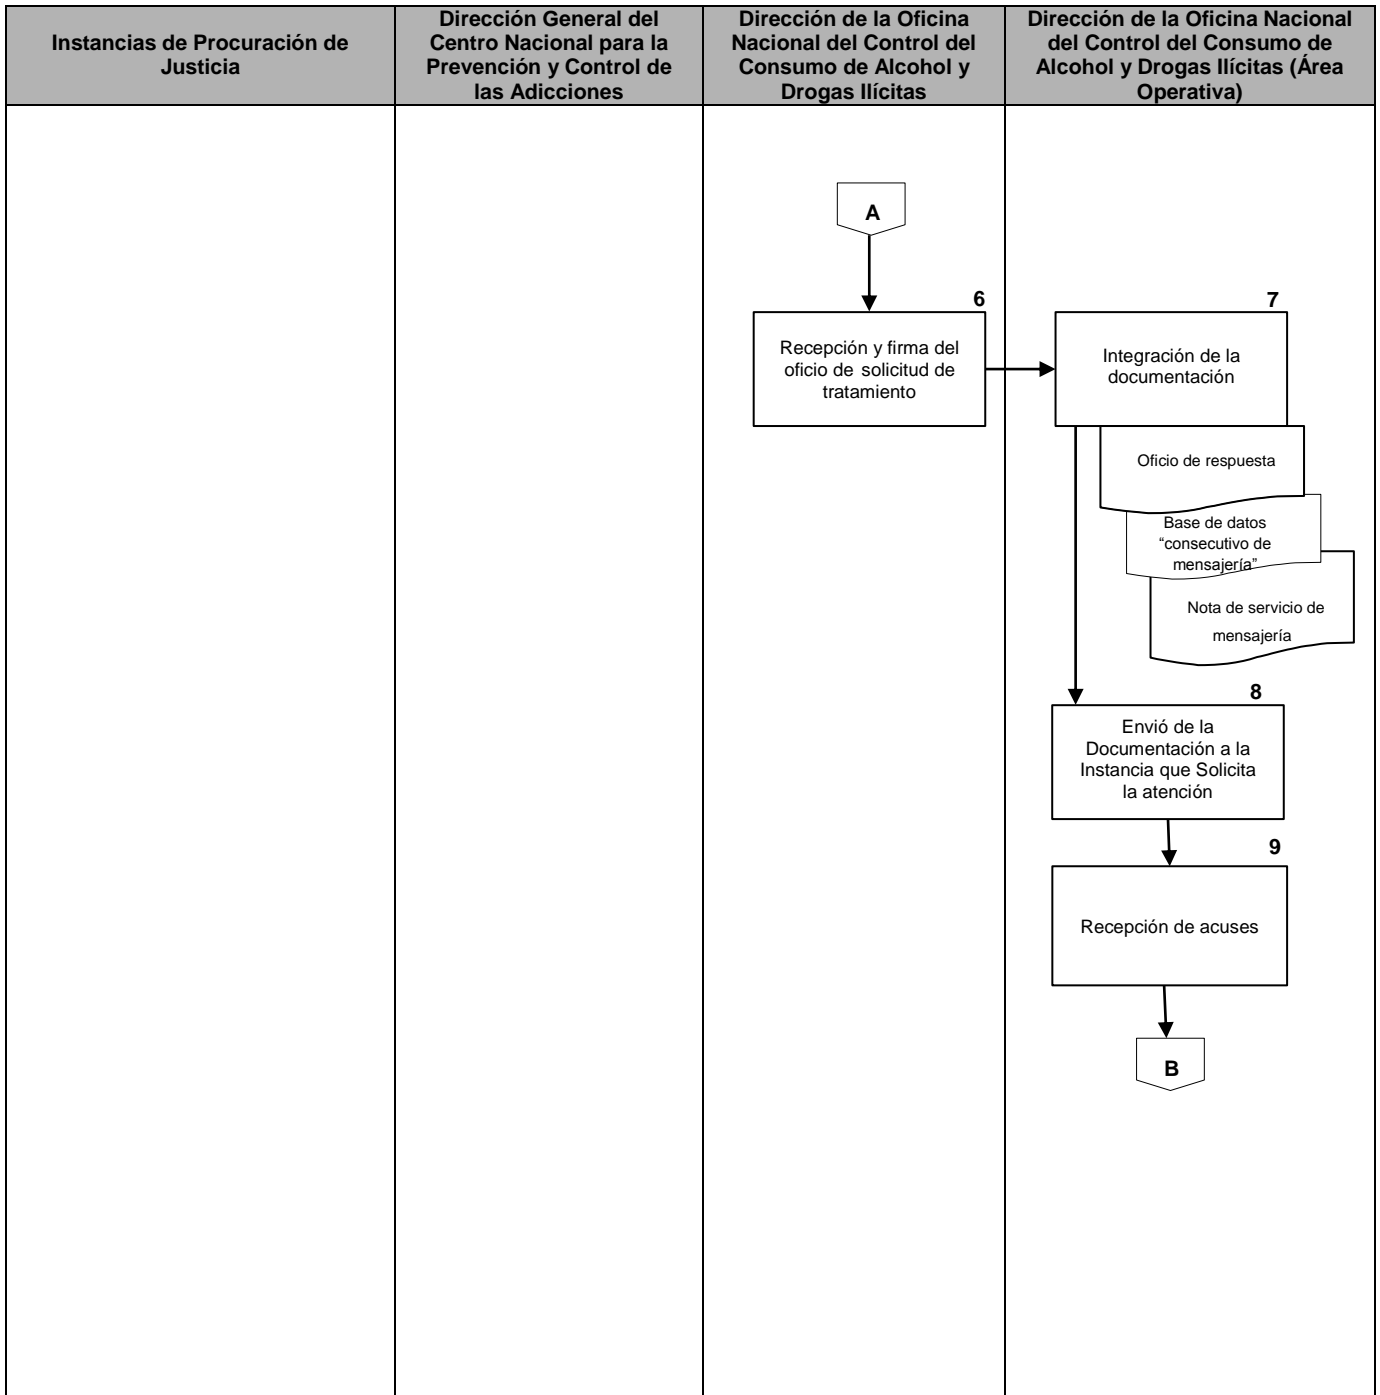 Instancias de Procuración de
Justicia
Dirección General del
Centro Nacional para la
Prevención y Control de
las Adicciones
Dirección de la Oficina
Nacional del Control del
Consumo de Alcohol y
Drogas Ilícitas
Dirección de la Oficina Nacional
del Control del Consumo de
Alcohol y Drogas Ilícitas (Área
Operativa)
A
6
Recepción y firma del
oficio de solicitud de
tratamiento
7
Integración de la
documentación
Oficio de respuesta
Base de datos
“consecutivo de
mensajería”
Nota de servicio de
mensajería
8
Envió de la
Documentación a la
Instancia que Solicita
la atención
9
Recepción de acuses
B